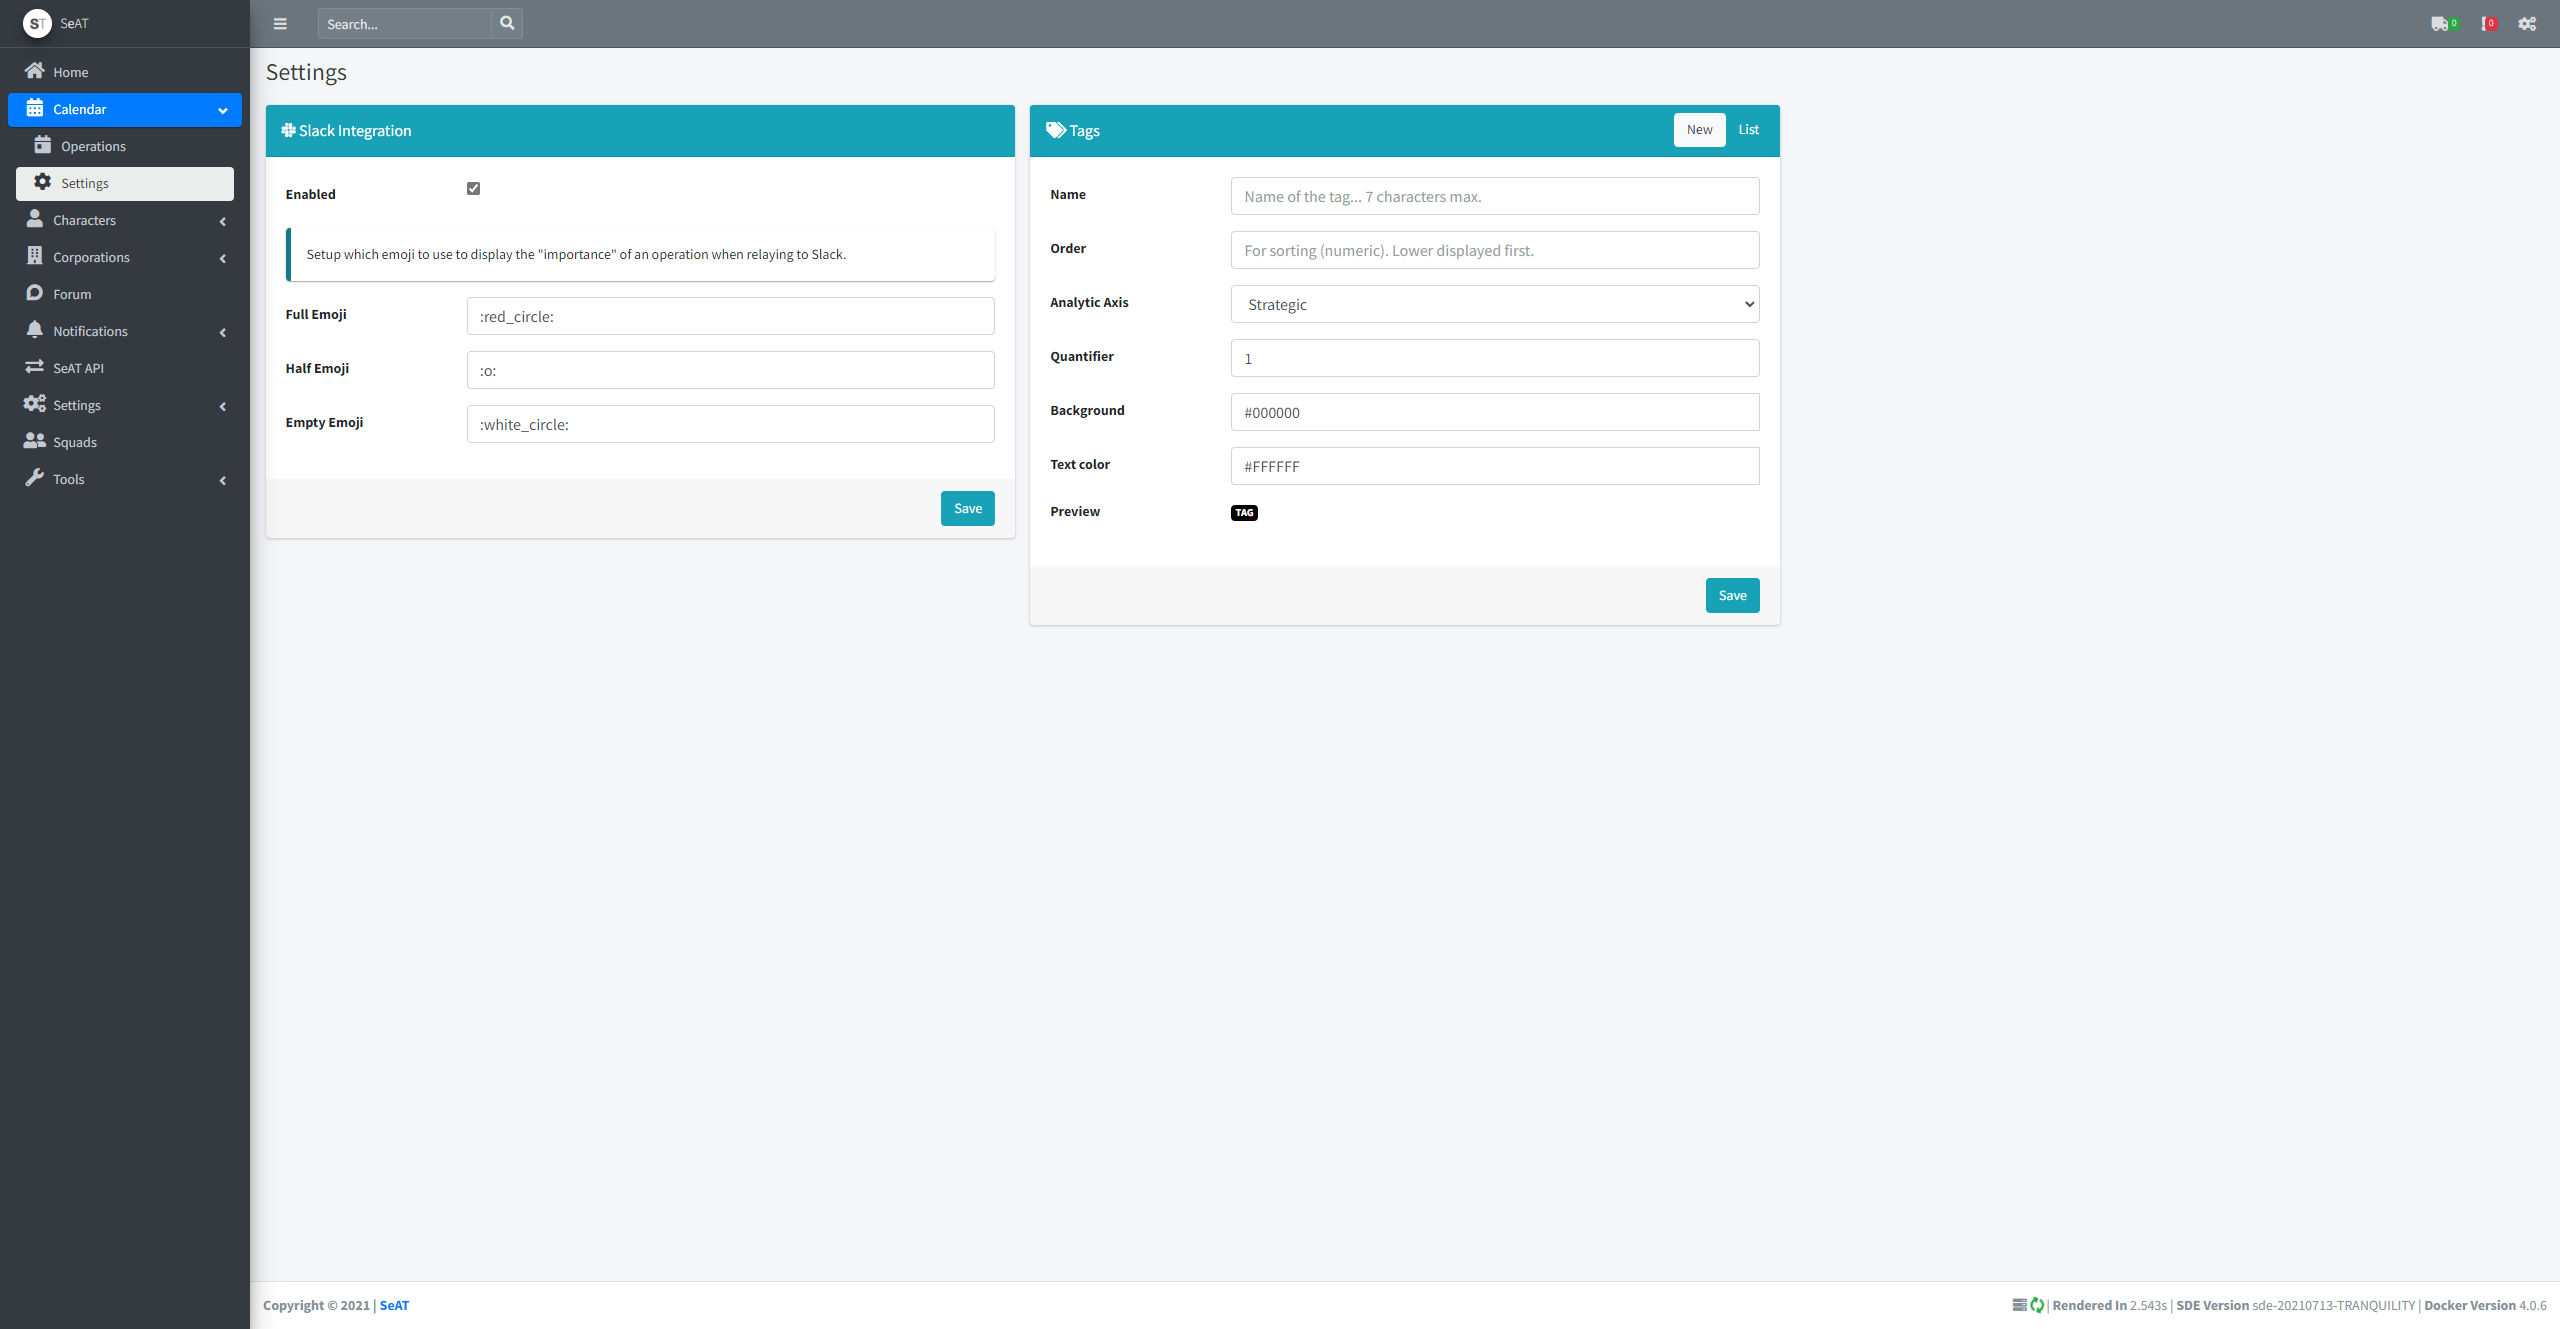 ST SeAT
Search...
0
0
Home
Calendar
Operations
Settings
Characters
Corporations
Forum
Notifications
SeAT API
Settings
Squads
Tools
Settings
Slack Integration
Enabled
Setup which emoji to use to display the "importance" of an operation when relaying to Slack.
Full Emoji :red_circle:
Half Emoji :o:
Empty Emoji :white_circle:
Save
Tags New List
Name Name of the tag... 7 characters max.
Order For sorting (numeric). Lower displayed first.
Analytic Axis Strategic
Quantifier 1
Background #000000
Text color #FFFFFF
Preview TAG
Save
Copyright © 2021 | SeAT
| Rendered In 2.543s | SDE Version sde-20210713-TRANQUILITY | Docker Version 4.0.6